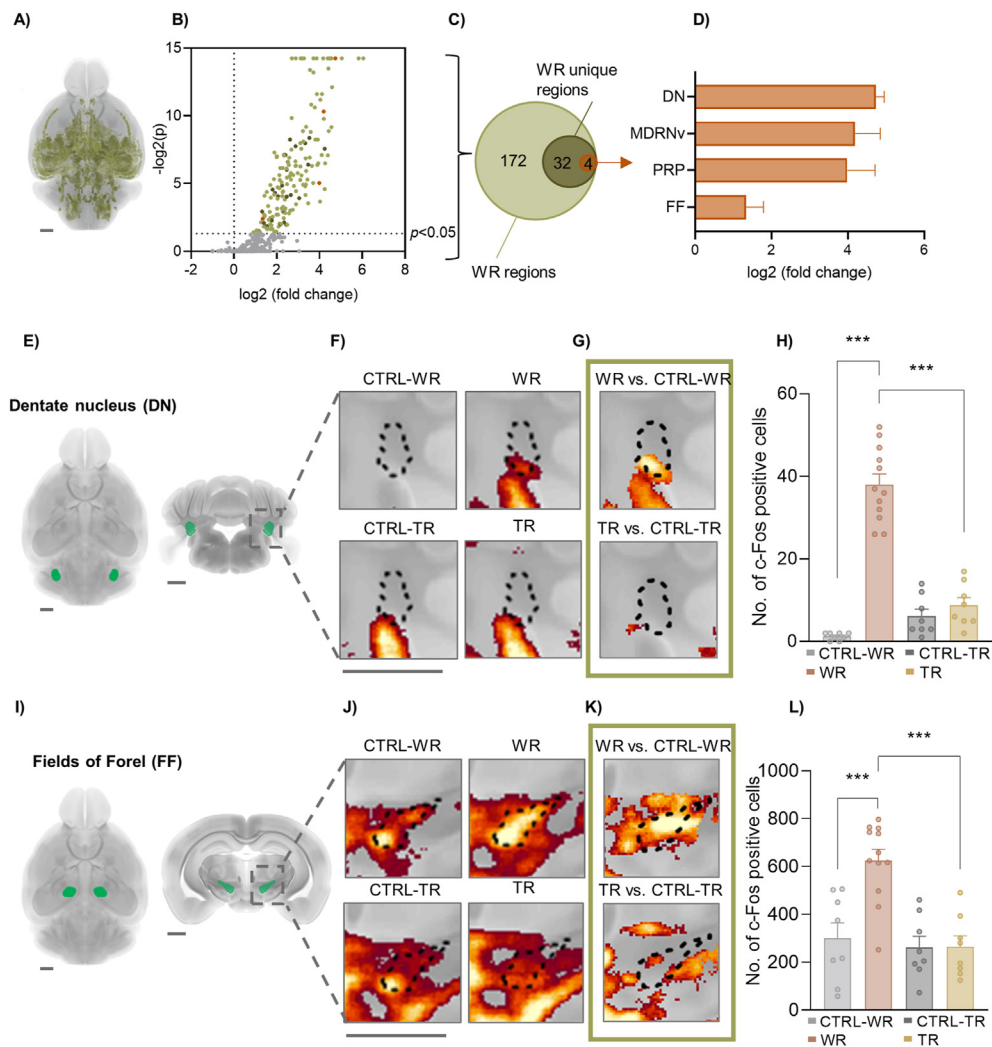 A)
B)
C)
D)
15
10
5
0
-log2(p)
-2
0
2
4
6
8
log2 (fold change)
p<0.05
WR unique
regions
172
32
4
WR regions
DN
MDRNv
PRP
FF
0
2
4
6
log2 (fold change)
E)
F)
G)
H)
Dentate nucleus (DN)
CTRL-WR
WR
WR vs. CTRL-WR
CTRL-TR
TR
TR vs. CTRL-TR
***
***
60
40
20
0
No. of c-Fos positive cells
CTRL-WR
CTRL-TR
WR
TR
I)
J)
K)
L)
Fields of Forel (FF)
CTRL-WR
WR
WR vs. CTRL-WR
CTRL-TR
TR
TR vs. CTRL-TR
***
***
1000
800
600
400
200
0
No. of c-Fos positive cells
CTRL-WR
CTRL-TR
WR
TR